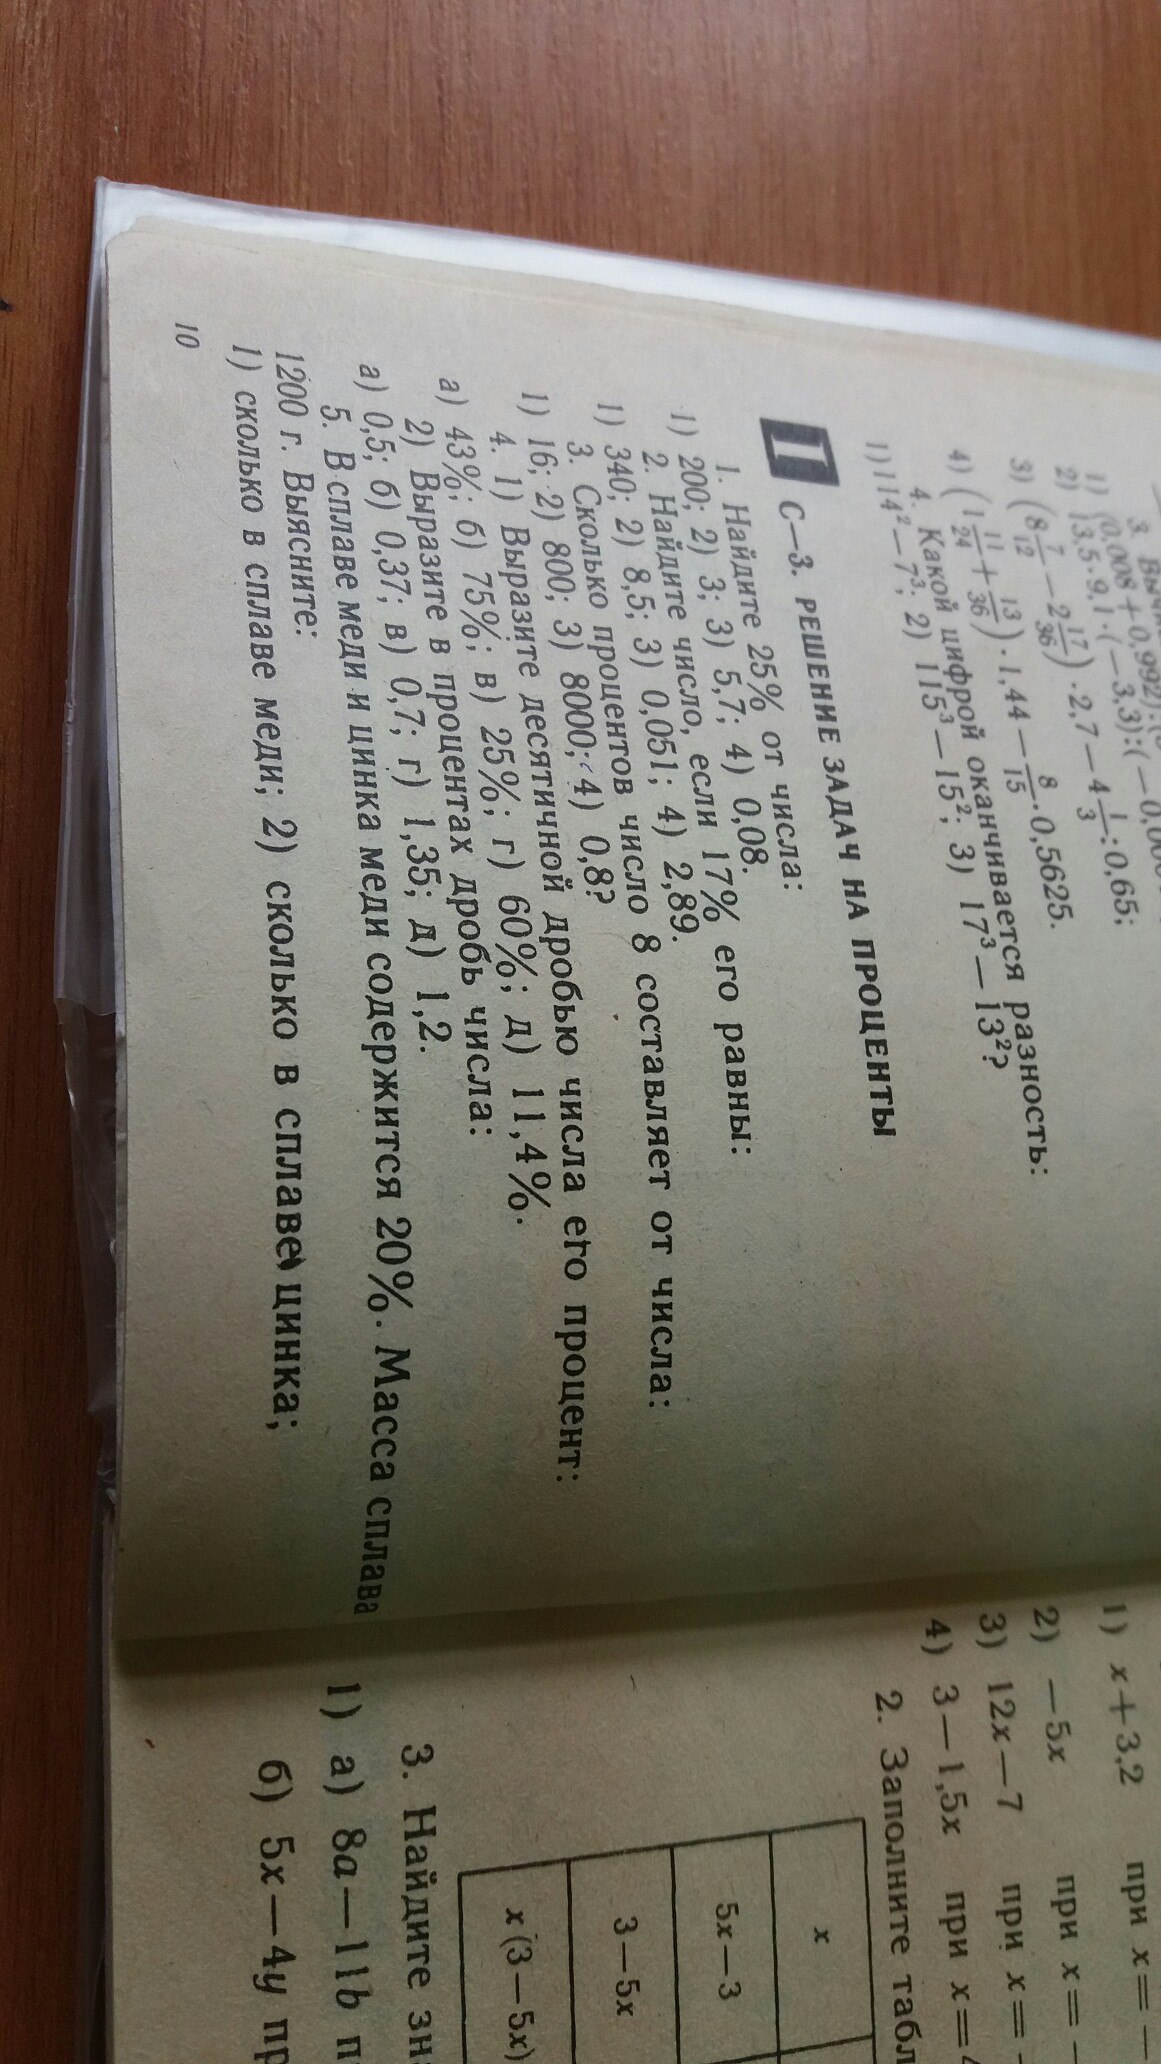 1) (0,008+0,992):(
2) 13,5·9,1·(−3,3):(−0,00
3) (8 7/12 − 2 17/36)·2,7 − 4 1/3:0,65;
4) (1 11/24 + 13/36)·1,44 − 8/15·0,5625.
4. Какой цифрой оканчивается разность:
1) 114² − 7³; 2) 115³ − 15²; 3) 17³ − 13²?
I С—3. РЕШЕНИЕ ЗАДАЧ НА ПРОЦЕНТЫ
1. Найдите 25% от числа:
1) 200; 2) 3; 3) 5,7; 4) 0,08.
2. Найдите число, если 17% его равны:
1) 340; 2) 8,5; 3) 0,051; 4) 2,89.
3. Сколько процентов число 8 составляет от числа:
1) 16; 2) 800; 3) 8000; 4) 0,8?
4. 1) Выразите десятичной дробью числа его процент:
а) 43%; б) 75%; в) 25%; г) 60%; д) 11,4%.
2) Выразите в процентах дробь числа:
а) 0,5; б) 0,37; в) 0,7; г) 1,35; д) 1,2.
5. В сплаве меди и цинка меди содержится 20%. Масса сплава
1200 г. Выясните:
1) сколько в сплаве меди; 2) сколько в сплаве цинка;
10
1) x+3,2 при x=−
2) −5x при x=−
3) 12x−7 при x=−
4) 3−1,5x при x=
2. Заполните табл
x
5x−3
3−5x
x(3−5x)
3. Найдите зн
1) а) 8a−11b п
б) 5x−4y пр